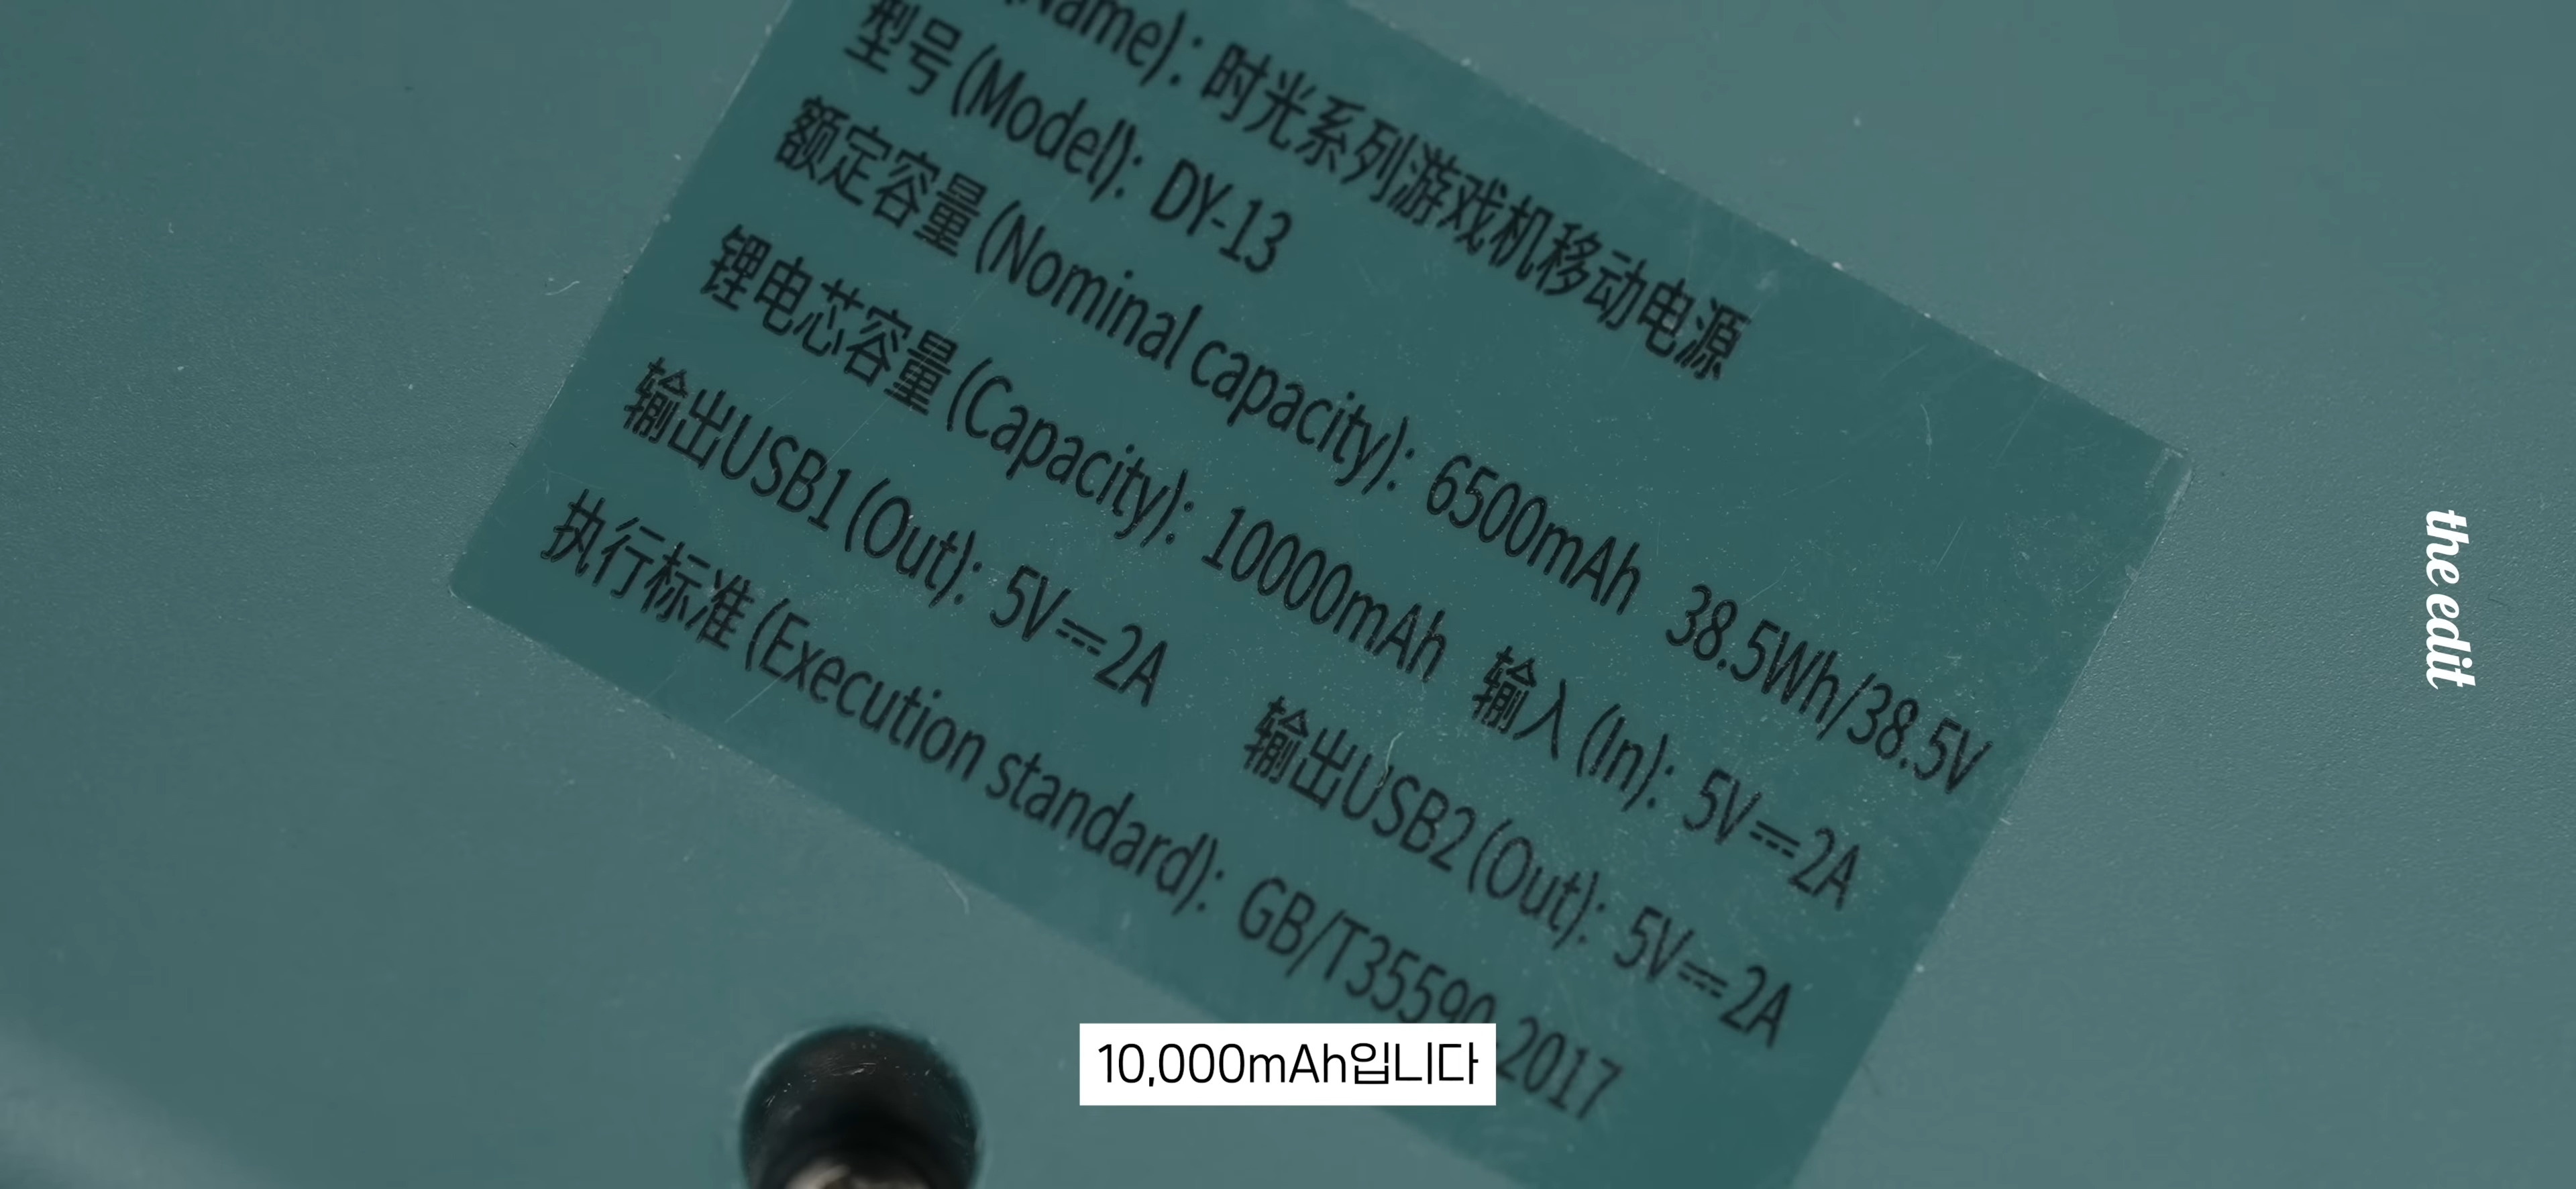 (Name): 时光系列游戏机移动电源
型号 (Model): DY-13
额定容量 (Nominal capacity): 6500mAh 38.5Wh/38.5V
锂电芯容量 (Capacity): 10000mAh 输入 (In): 5V⎓2A
输出USB1 (Out): 5V⎓2A 输出USB2 (Out): 5V⎓2A
执行标准 (Execution standard): GB/T35590-2017
10,000mAh입니다
the edit